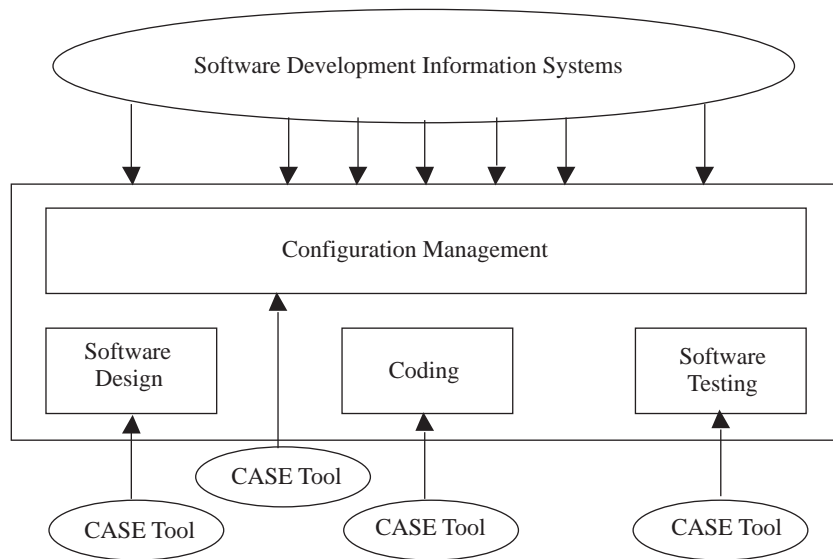 Software Development Information Systems
Configuration Management
Software
Design
Coding
Software
Testing
CASE Tool
CASE Tool
CASE Tool
CASE Tool